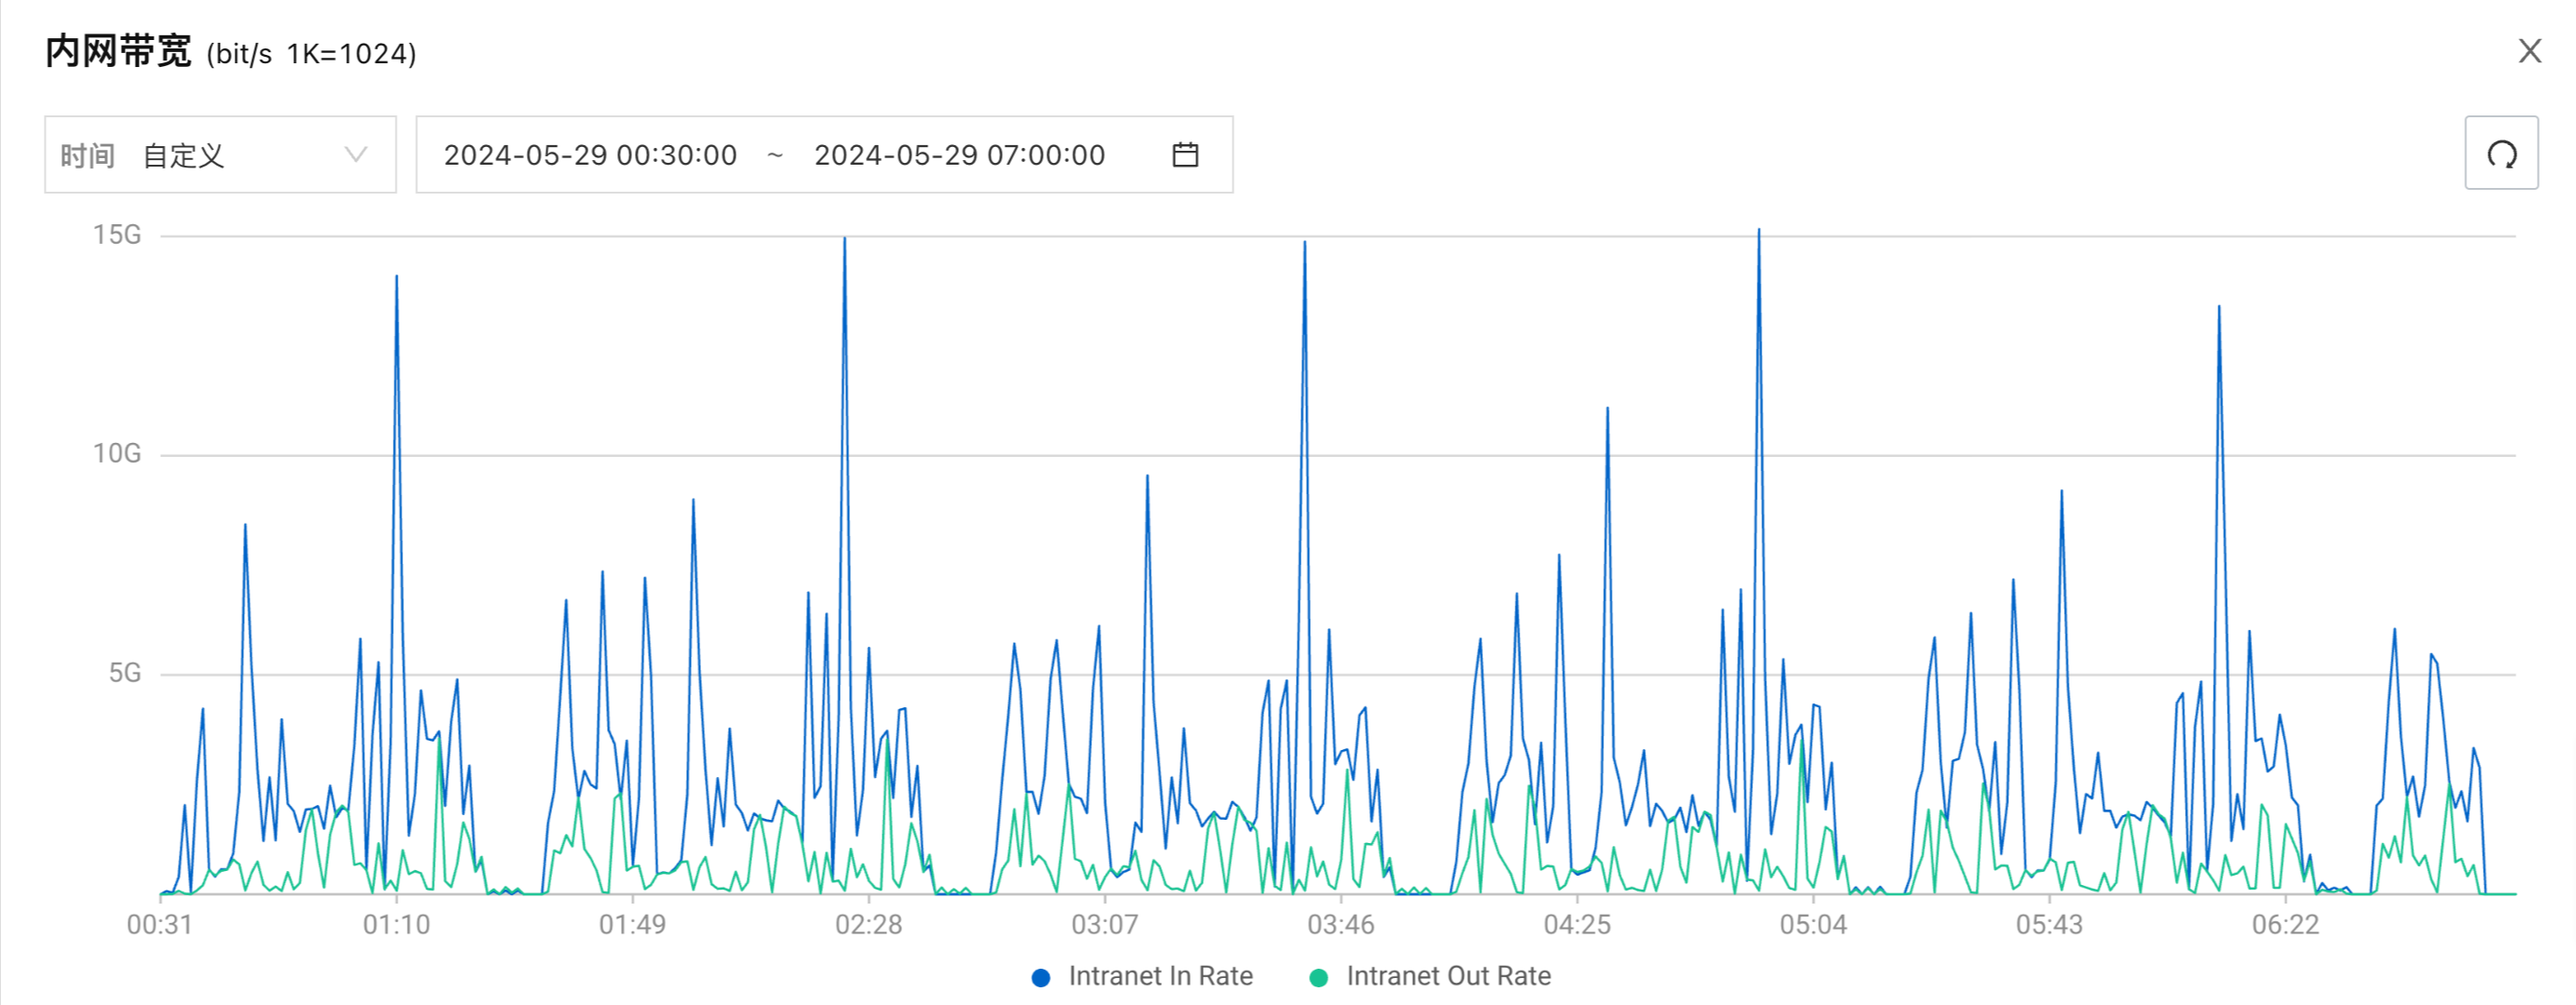 内网带宽 (bit/s 1K=1024)
时间 自定义 2024-05-29 00:30:00 ~ 2024-05-29 07:00:00
15G
10G
5G
00:31 01:10 01:49 02:28 03:07 03:46 04:25 05:04 05:43 06:22
Intranet In Rate Intranet Out Rate